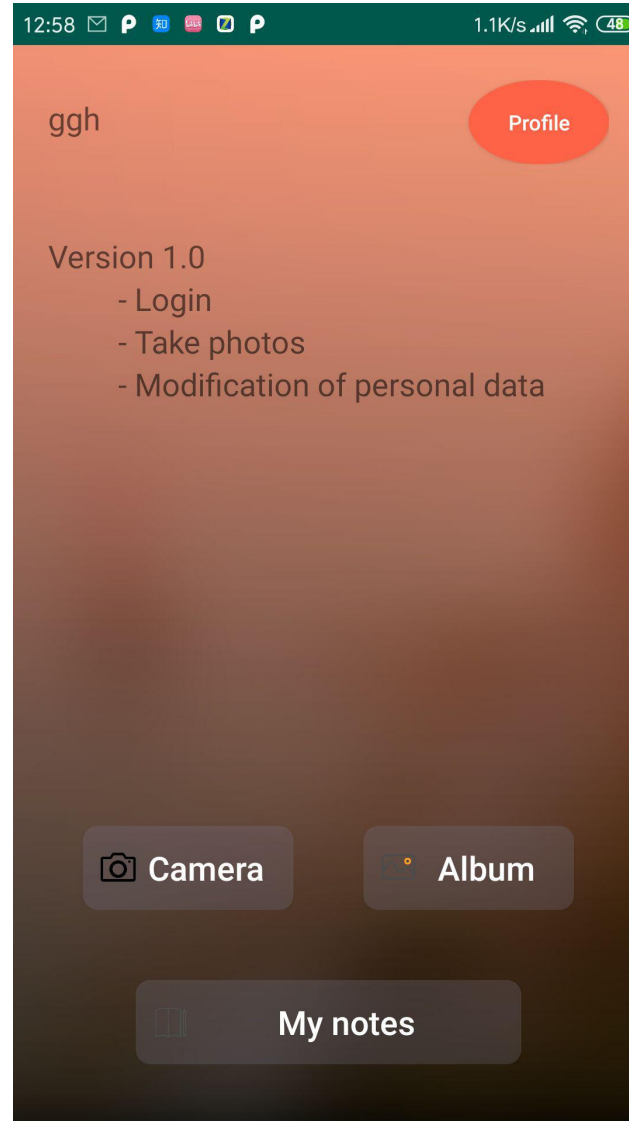 12:58 知 1.1K/s 48
ggh
Profile
Version 1.0
- Login
- Take photos
- Modification of personal data
Camera
Album
My notes